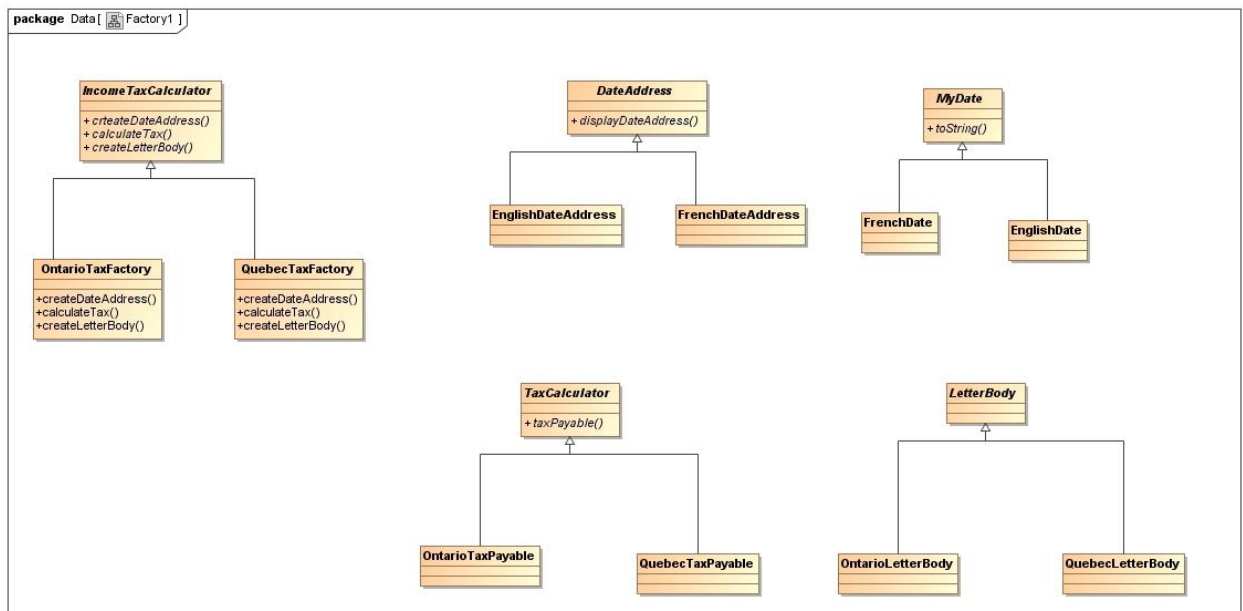 package Data [ Factory1 ]
IncomeTaxCalculator
+ crteateDateAddress()
+ calculateTax()
+ createLetterBody()
OntarioTaxFactory
+createDateAddress()
+calculateTax()
+createLetterBody()
QuebecTaxFactory
+createDateAddress()
+calculateTax()
+createLetterBody()
DateAddress
+ displayDateAddress()
EnglishDateAddress
FrenchDateAddress
MyDate
+ toString()
FrenchDate
EnglishDate
TaxCalculator
+ taxPayable()
OntarioTaxPayable
QuebecTaxPayable
LetterBody
OntarioLetterBody
QuebecLetterBody